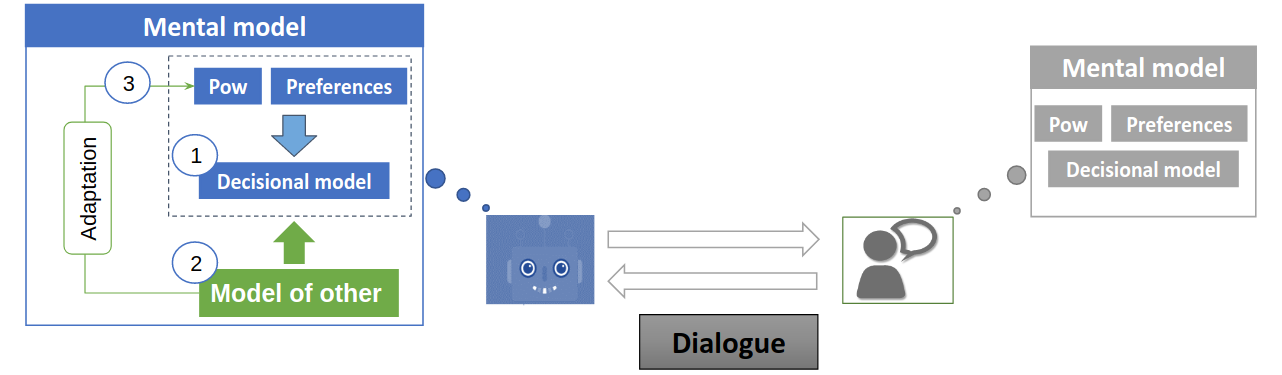 Mental model
3
Pow
Preferences
1
Decisional model
Adaptation
2
Model of other
Dialogue
Mental model
Pow
Preferences
Decisional model